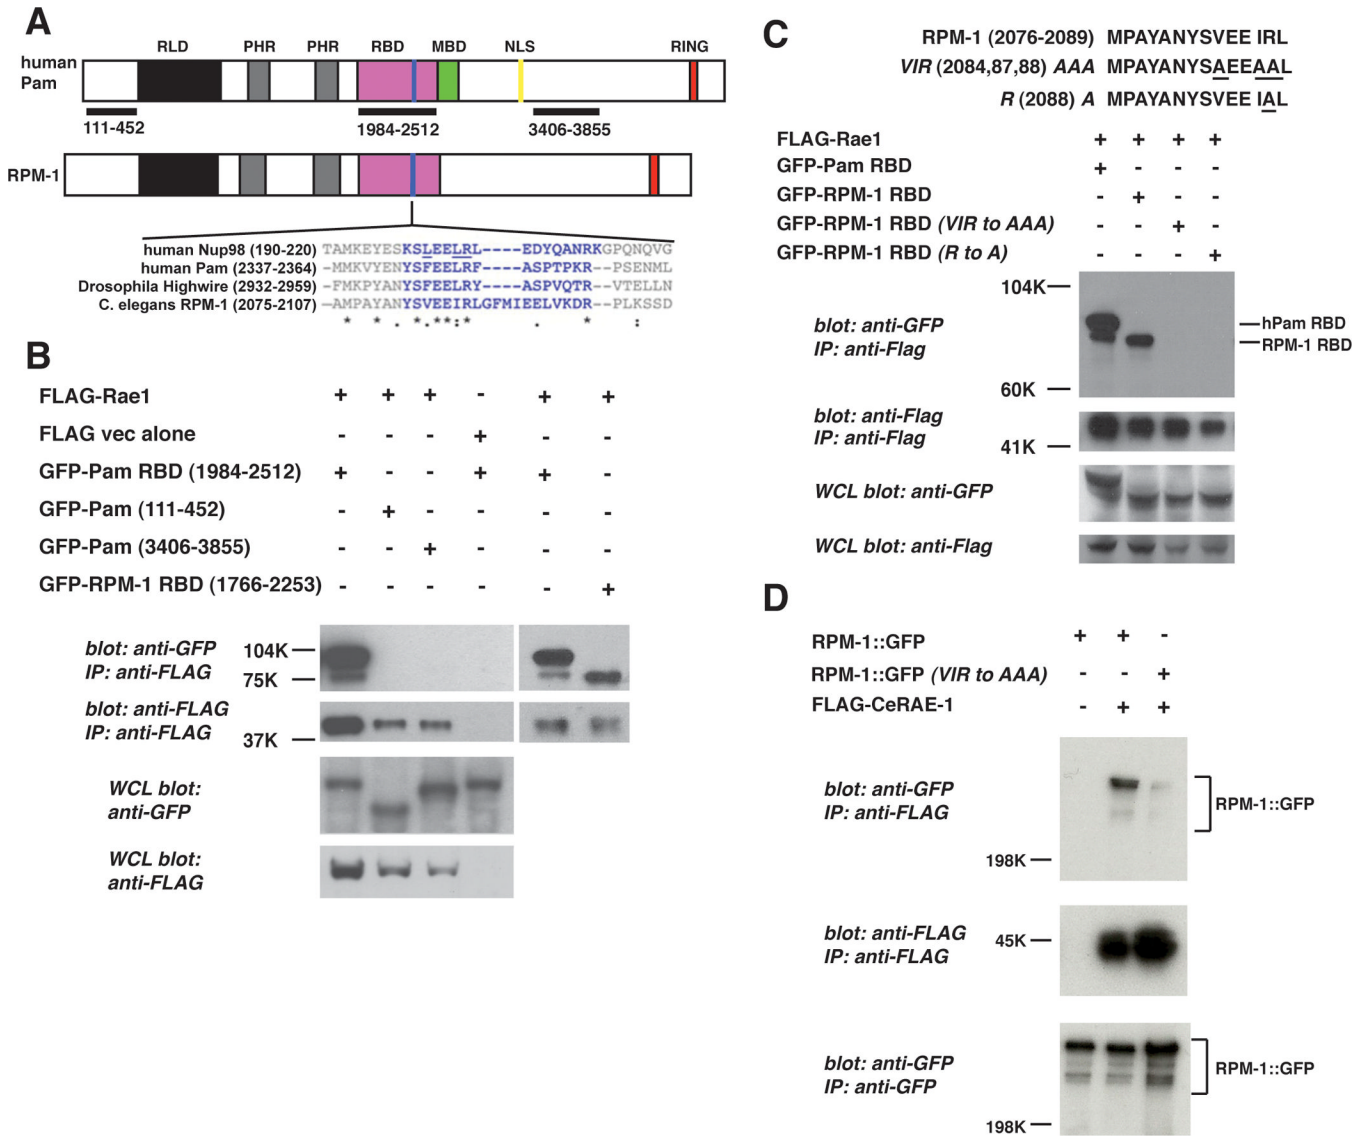 A
RLD PHR PHR RBD MBD NLS RING
human
Pam
111-452 1984-2512 3406-3855
RPM-1
human Nup98 (190-220) TAMKEYESKSLEELRL----EDYQANRKGPQNQVG
human Pam (2337-2364) -MMKVYENYSFEELRF----ASPTPKR--PSENML
Drosophila Highwire (2932-2959) -FMKPYANYSFEELRY----ASPVQTR--VTELLN
C. elegans RPM-1 (2075-2107) -AMPAYANYSVEEIRLGFMIEELVKDR--PLKSSD
* * . *.**:* . * :
B
FLAG-Rae1 + + + - + +
FLAG vec alone - - - + - -
GFP-Pam RBD (1984-2512) + - - + + -
GFP-Pam (111-452) - + - - - -
GFP-Pam (3406-3855) - - + - - -
GFP-RPM-1 RBD (1766-2253) - - - - - +
blot: anti-GFP
IP: anti-FLAG
104K
75K
blot: anti-FLAG
IP: anti-FLAG
37K
WCL blot:
anti-GFP
WCL blot:
anti-FLAG
C
RPM-1 (2076-2089) MPAYANYSVEE IRL
VIR (2084,87,88) AAA MPAYANYSAEEAAL
R (2088) A MPAYANYSVEE IAL
FLAG-Rae1 + + + +
GFP-Pam RBD + - - -
GFP-RPM-1 RBD - + - -
GFP-RPM-1 RBD (VIR to AAA) - - + -
GFP-RPM-1 RBD (R to A) - - - +
104K
blot: anti-GFP
IP: anti-Flag
hPam RBD
RPM-1 RBD
60K
blot: anti-Flag
IP: anti-Flag
41K
WCL blot: anti-GFP
WCL blot: anti-Flag
D
RPM-1::GFP + + -
RPM-1::GFP (VIR to AAA) - - +
FLAG-CeRAE-1 - + +
blot: anti-GFP
IP: anti-FLAG
RPM-1::GFP
198K
blot: anti-FLAG
IP: anti-FLAG
45K
blot: anti-GFP
IP: anti-GFP
RPM-1::GFP
198K